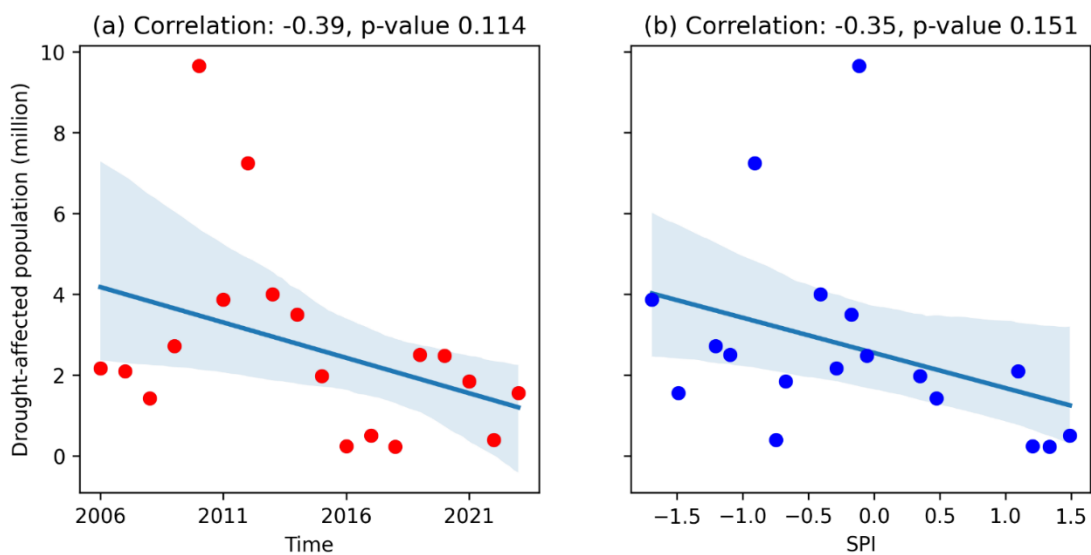 (a) Correlation: -0.39, p-value 0.114
(b) Correlation: -0.35, p-value 0.151
Drought-affected population (million)
10
8
6
4
2
0
2006 2011 2016 2021
Time
−1.5 −1.0 −0.5 0.0 0.5 1.0 1.5
SPI